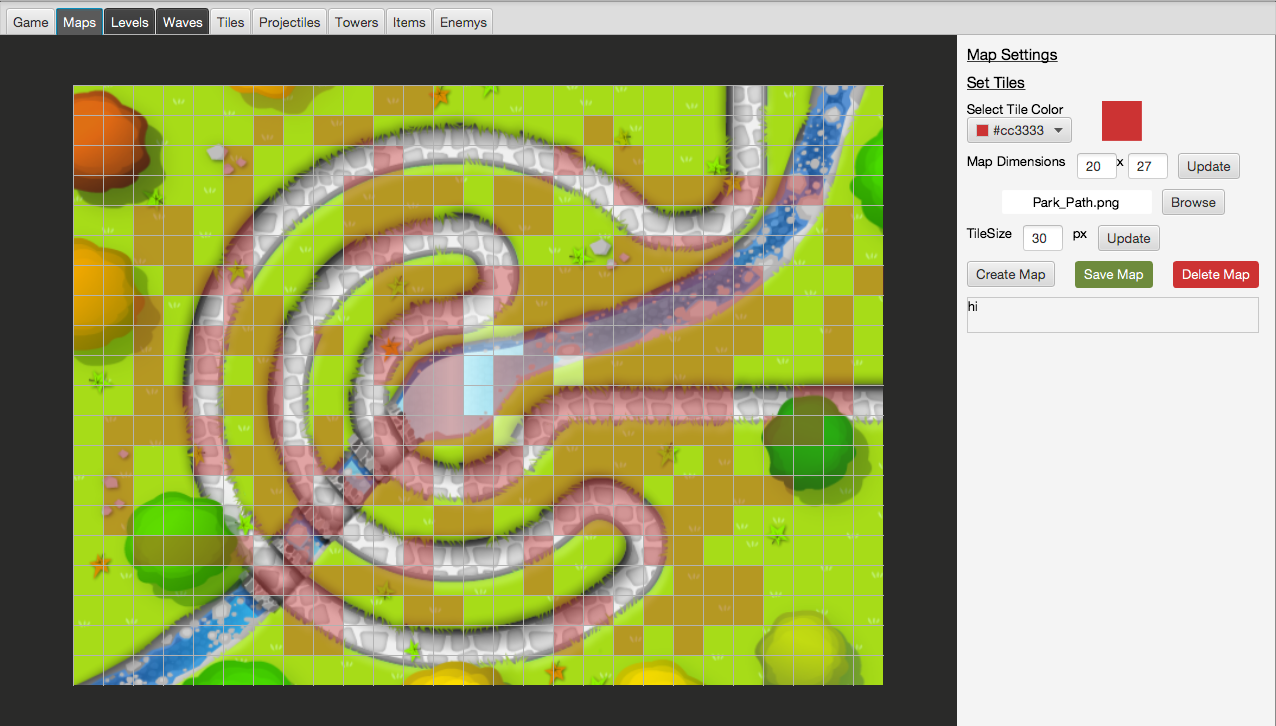 Game Maps Levels Waves Tiles Projectiles Towers Items Enemys
Map Settings
Set Tiles
Select Tile Color
#cc3333
Map Dimensions 20 x 27 Update
Park_Path.png Browse
TileSize 30 px Update
Create Map Save Map Delete Map
hi